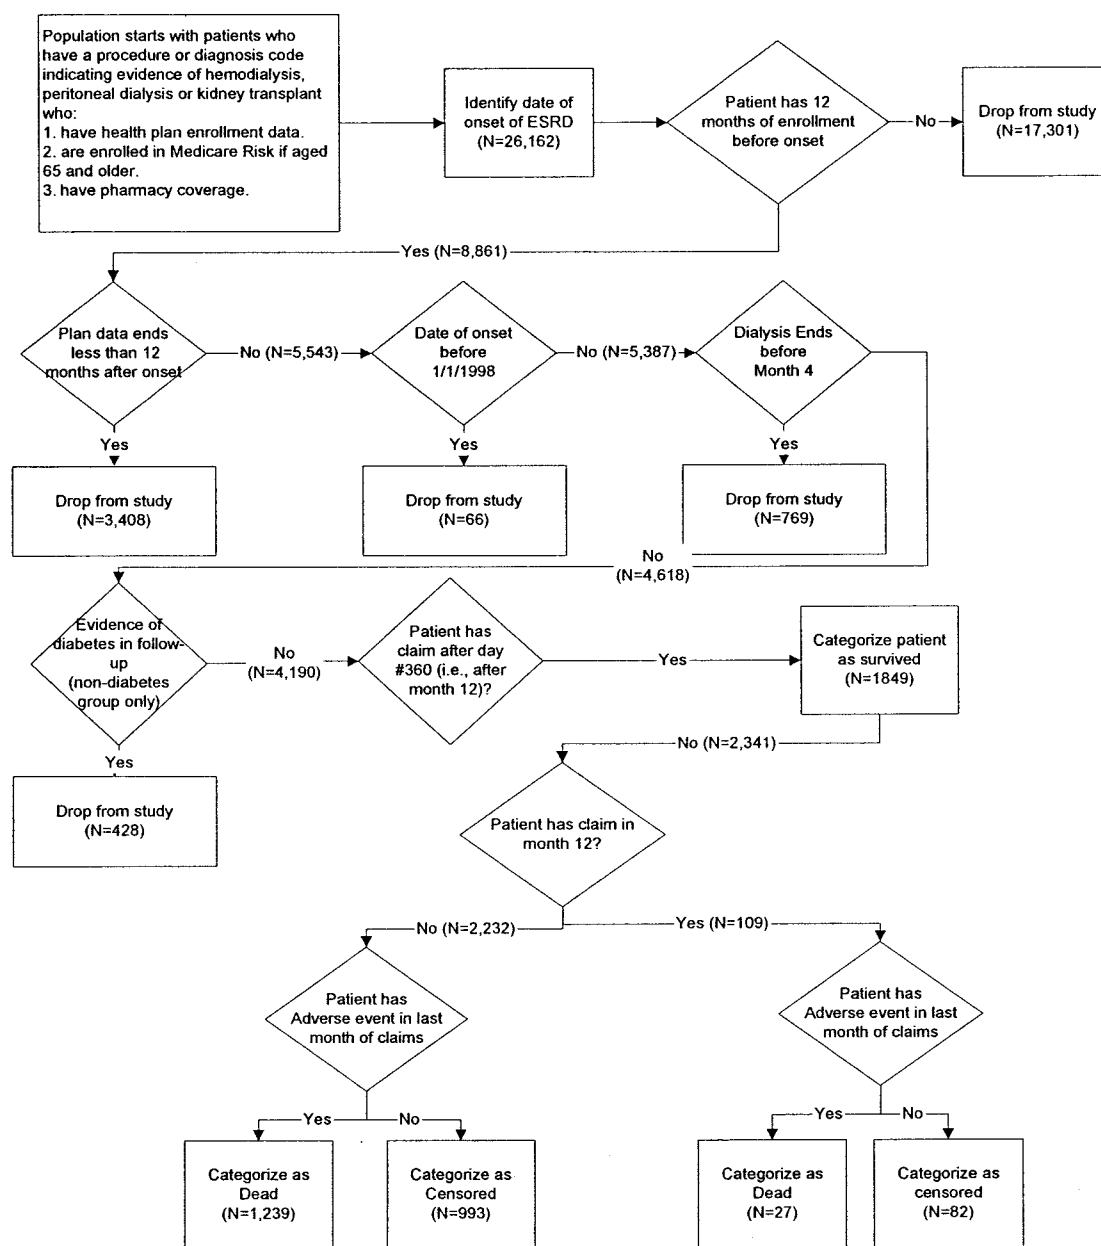 Population starts with patients who
have a procedure or diagnosis code
indicating evidence of hemodialysis,
peritoneal dialysis or kidney transplant
who:
1. have health plan enrollment data.
2. are enrolled in Medicare Risk if aged
65 and older.
3. have pharmacy coverage.
Identify date of
onset of ESRD
(N=26,162)
Patient has 12
months of enrollment
before onset
No
Drop from study
(N=17,301)
Yes (N=8,861)
Plan data ends
less than 12
months after onset
No (N=5,543)
Date of onset
before
1/1/1998
No (N=5,387)
Dialysis Ends
before
Month 4
Yes
Yes
Yes
Drop from study
(N=3,408)
Drop from study
(N=66)
Drop from study
(N=769)
No
(N=4,618)
Evidence of
diabetes in follow-
up
(non-diabetes
group only)
No
(N=4,190)
Patient has
claim after day
#360 (i.e., after
month 12)?
Yes
Categorize patient
as survived
(N=1849)
Yes
Drop from study
(N=428)
No (N=2,341)
Patient has claim in
month 12?
No (N=2,232)
Yes (N=109)
Patient has
Adverse event in last
month of claims
Patient has
Adverse event in last
month of claims
Yes
No
Yes
No
Categorize as
Dead
(N=1,239)
Categorize as
Censored
(N=993)
Categorize as
Dead
(N=27)
Categorize as
censored
(N=82)